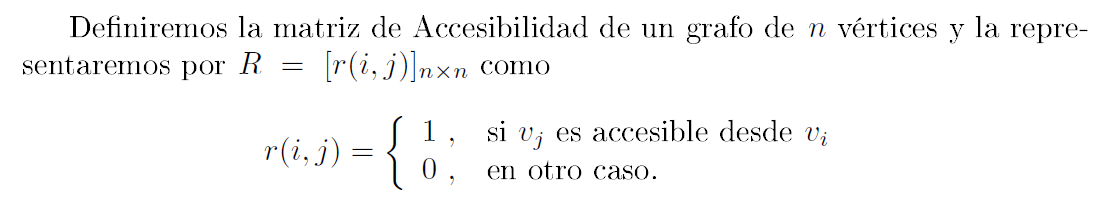 Definiremos la matriz de Accesibilidad de un grafo de n vértices y la repre-
sentaremos por R = [r(i, j)]n×n como
r(i, j) = { 1 , si vj es accesible desde vi
0 , en otro caso.